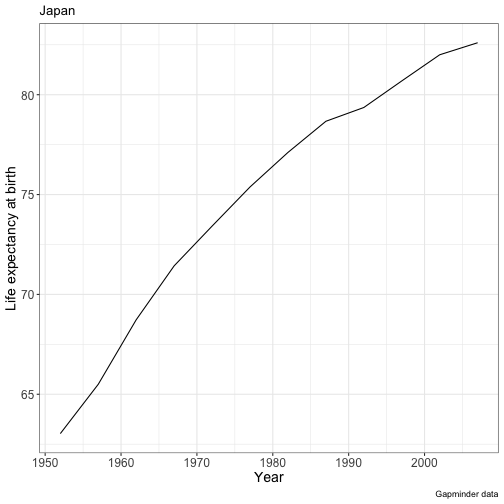 Japan
Life expectancy at birth
80
75
70
65
1950 1960 1970 1980 1990 2000
Year
Gapminder data